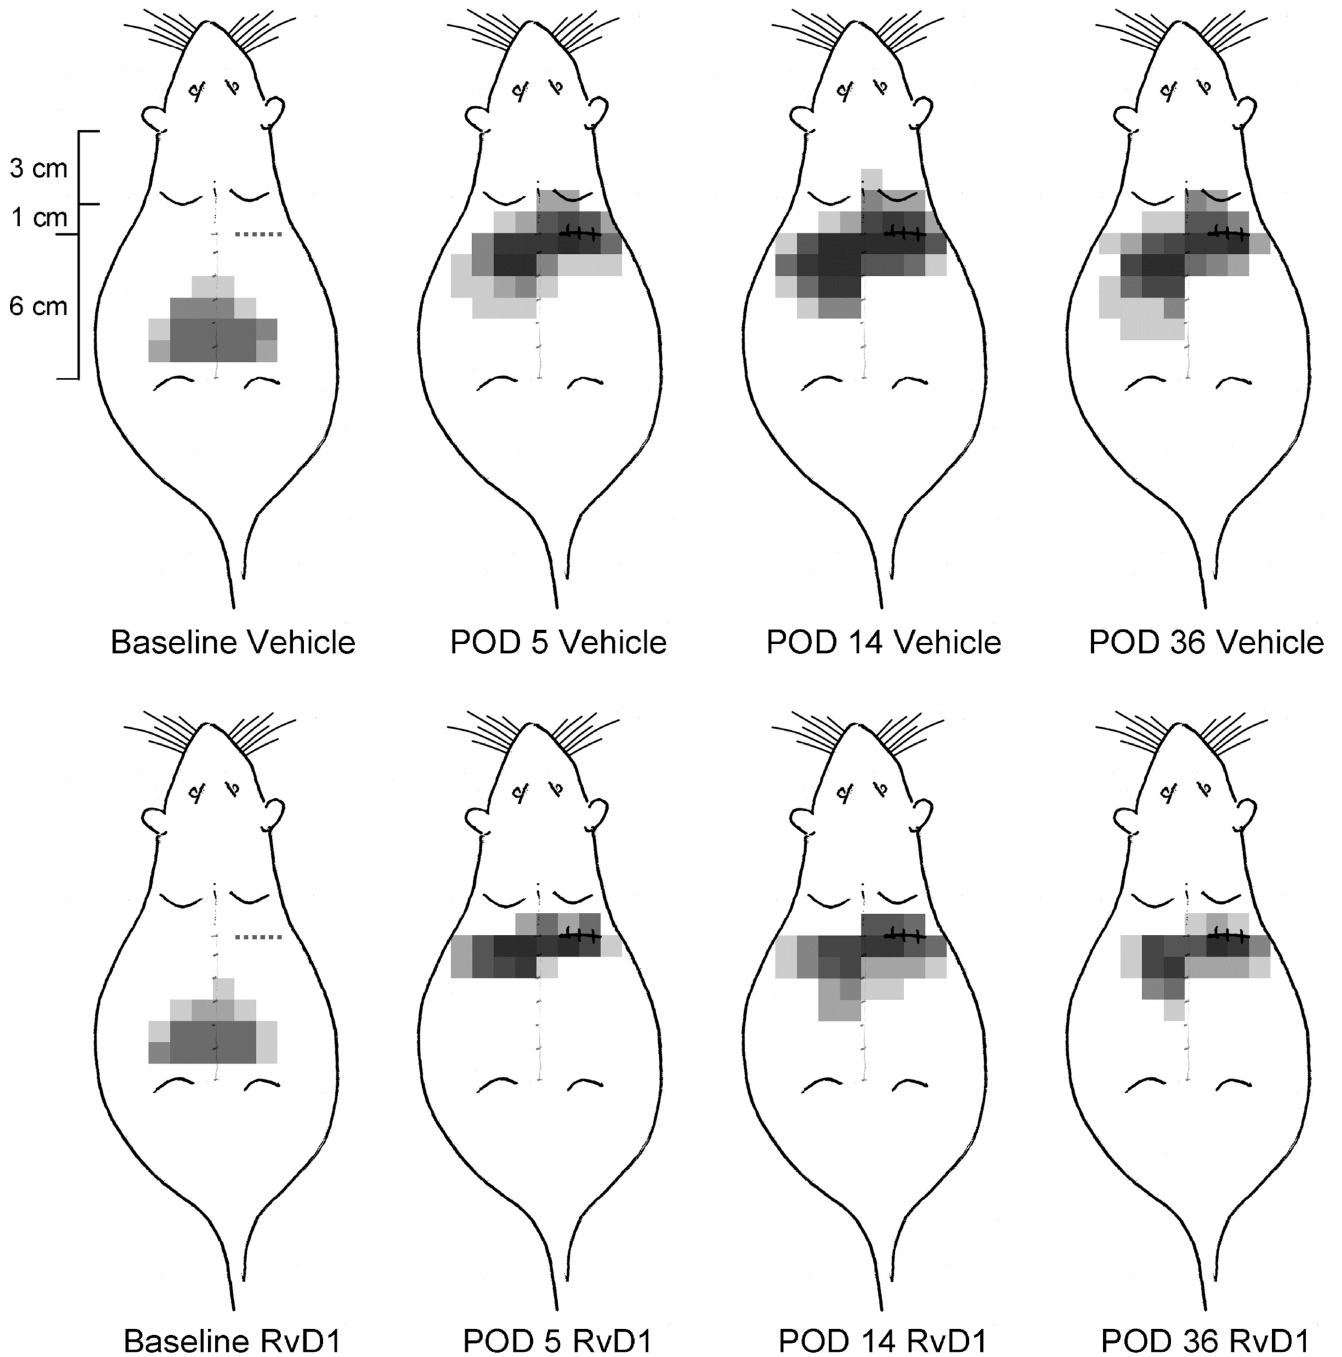 3 cm
1 cm
6 cm
Baseline Vehicle
POD 5 Vehicle
POD 14 Vehicle
POD 36 Vehicle
Baseline RvD1
POD 5 RvD1
POD 14 RvD1
POD 36 RvD1